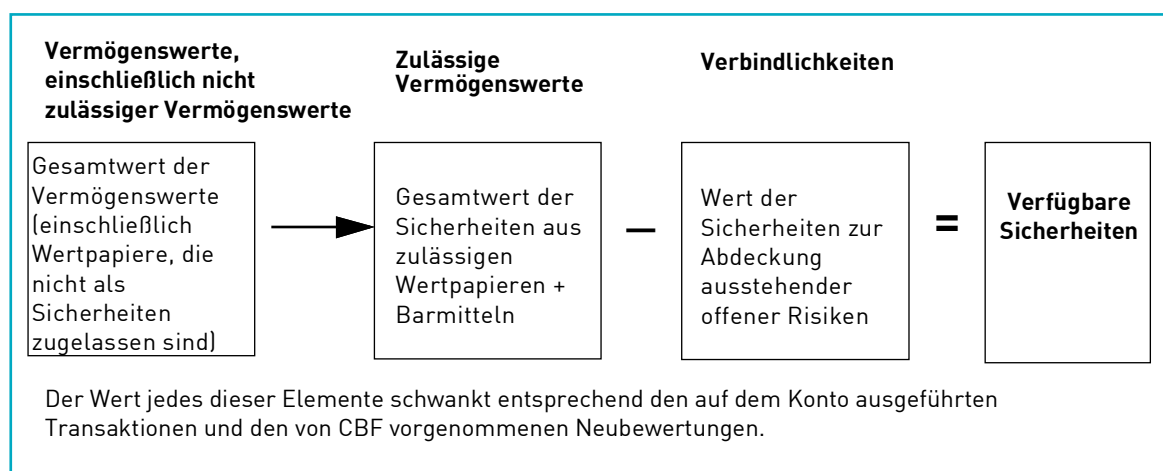 Vermögenswerte,
einschließlich nicht
zulässiger Vermögenswerte
Zulässige
Vermögenswerte
Verbindlichkeiten
Gesamtwert der
Vermögenswerte
(einschließlich
Wertpapiere, die
nicht als
Sicherheiten
zugelassen sind)
Gesamtwert der
Sicherheiten aus
zulässigen
Wertpapieren +
Barmitteln
—
Wert der
Sicherheiten zur
Abdeckung
ausstehender
offener Risiken
=
Verfügbare
Sicherheiten
Der Wert jedes dieser Elemente schwankt entsprechend den auf dem Konto ausgeführten
Transaktionen und den von CBF vorgenommenen Neubewertungen.